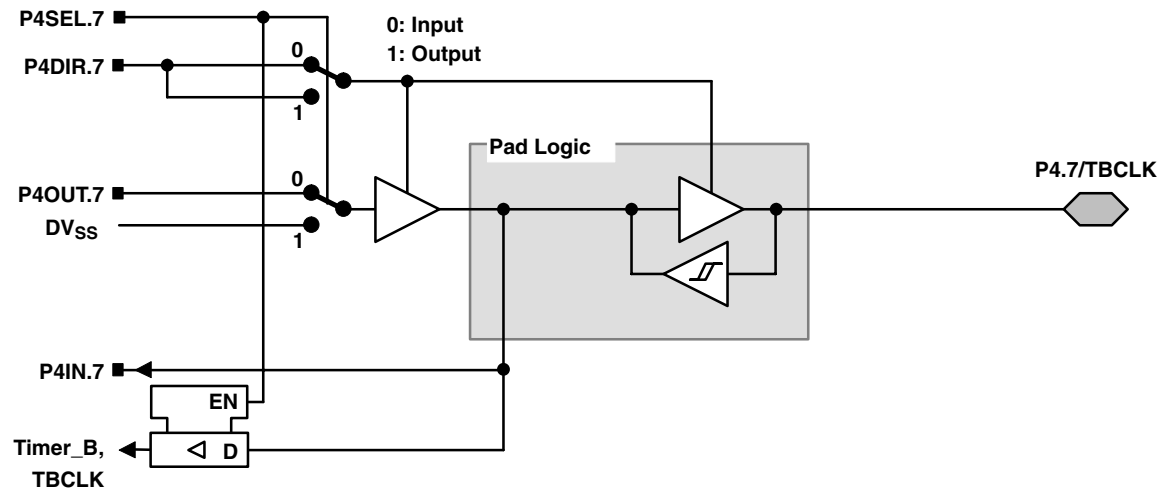 P4SEL.7
0: Input
1: Output
P4DIR.7
0
1
Pad Logic
P4.7/TBCLK
P4OUT.7
0
DVSS
1
P4IN.7
EN
Timer_B,
D
TBCLK